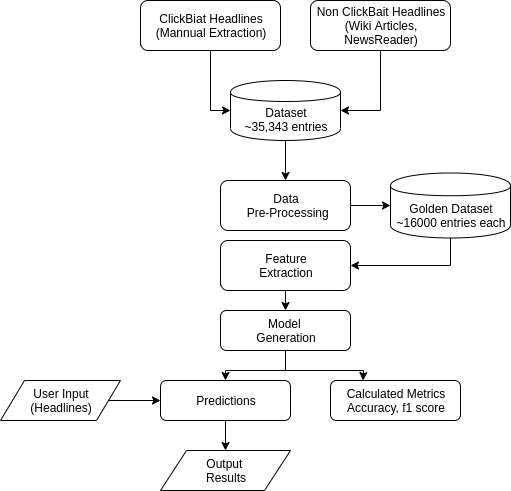 ClickBiat Headlines
(Mannual Extraction)
Non ClickBait Headlines
(Wiki Articles,
NewsReader)
Dataset
~35,343 entries
Data
Pre-Processing
Golden Dataset
~16000 entries each
Feature
Extraction
Model
Generation
User Input
(Headlines)
Predictions
Calculated Metrics
Accuracy, f1 score
Output
Results